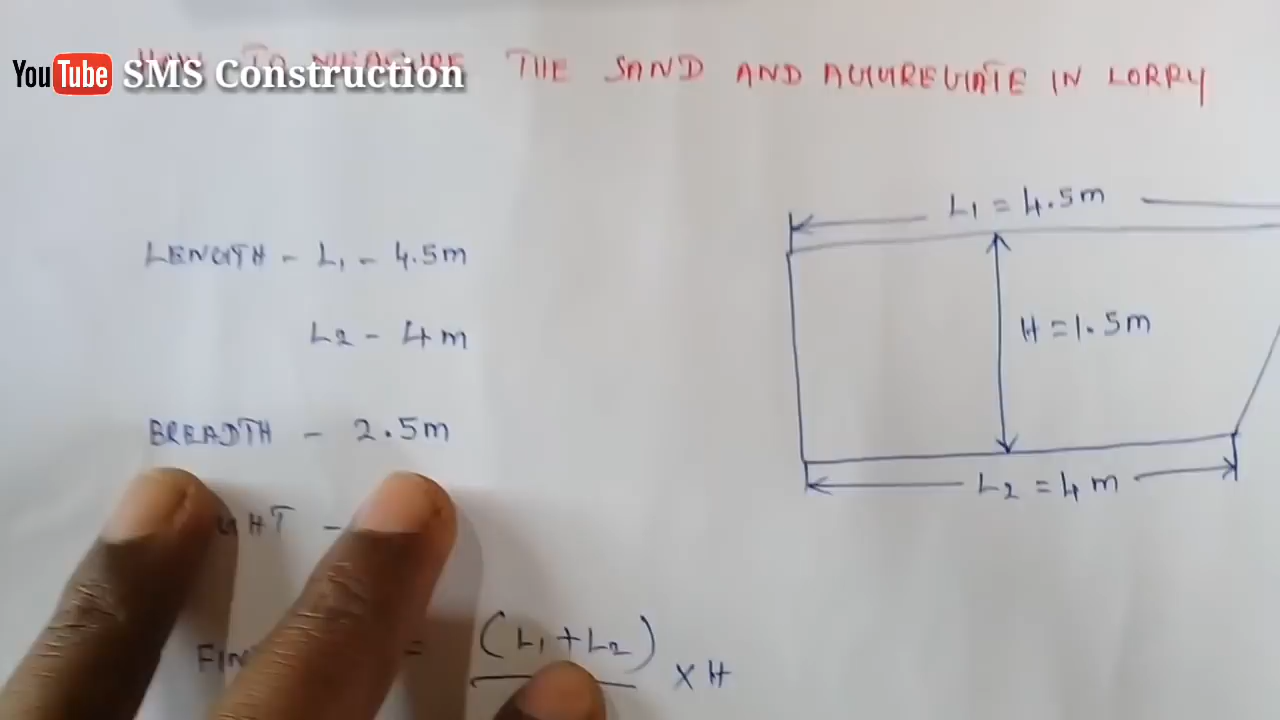 YouTube SMS Construction
THE SAND AND AGGREGATE IN LORRY
LENGTH - L1 - 4.5m
L2 - 4m
BREADTH - 2.5m
-
=
(L1+L2)
X H
L1 = 4.5m
H = 1.5m
L2 = 4m